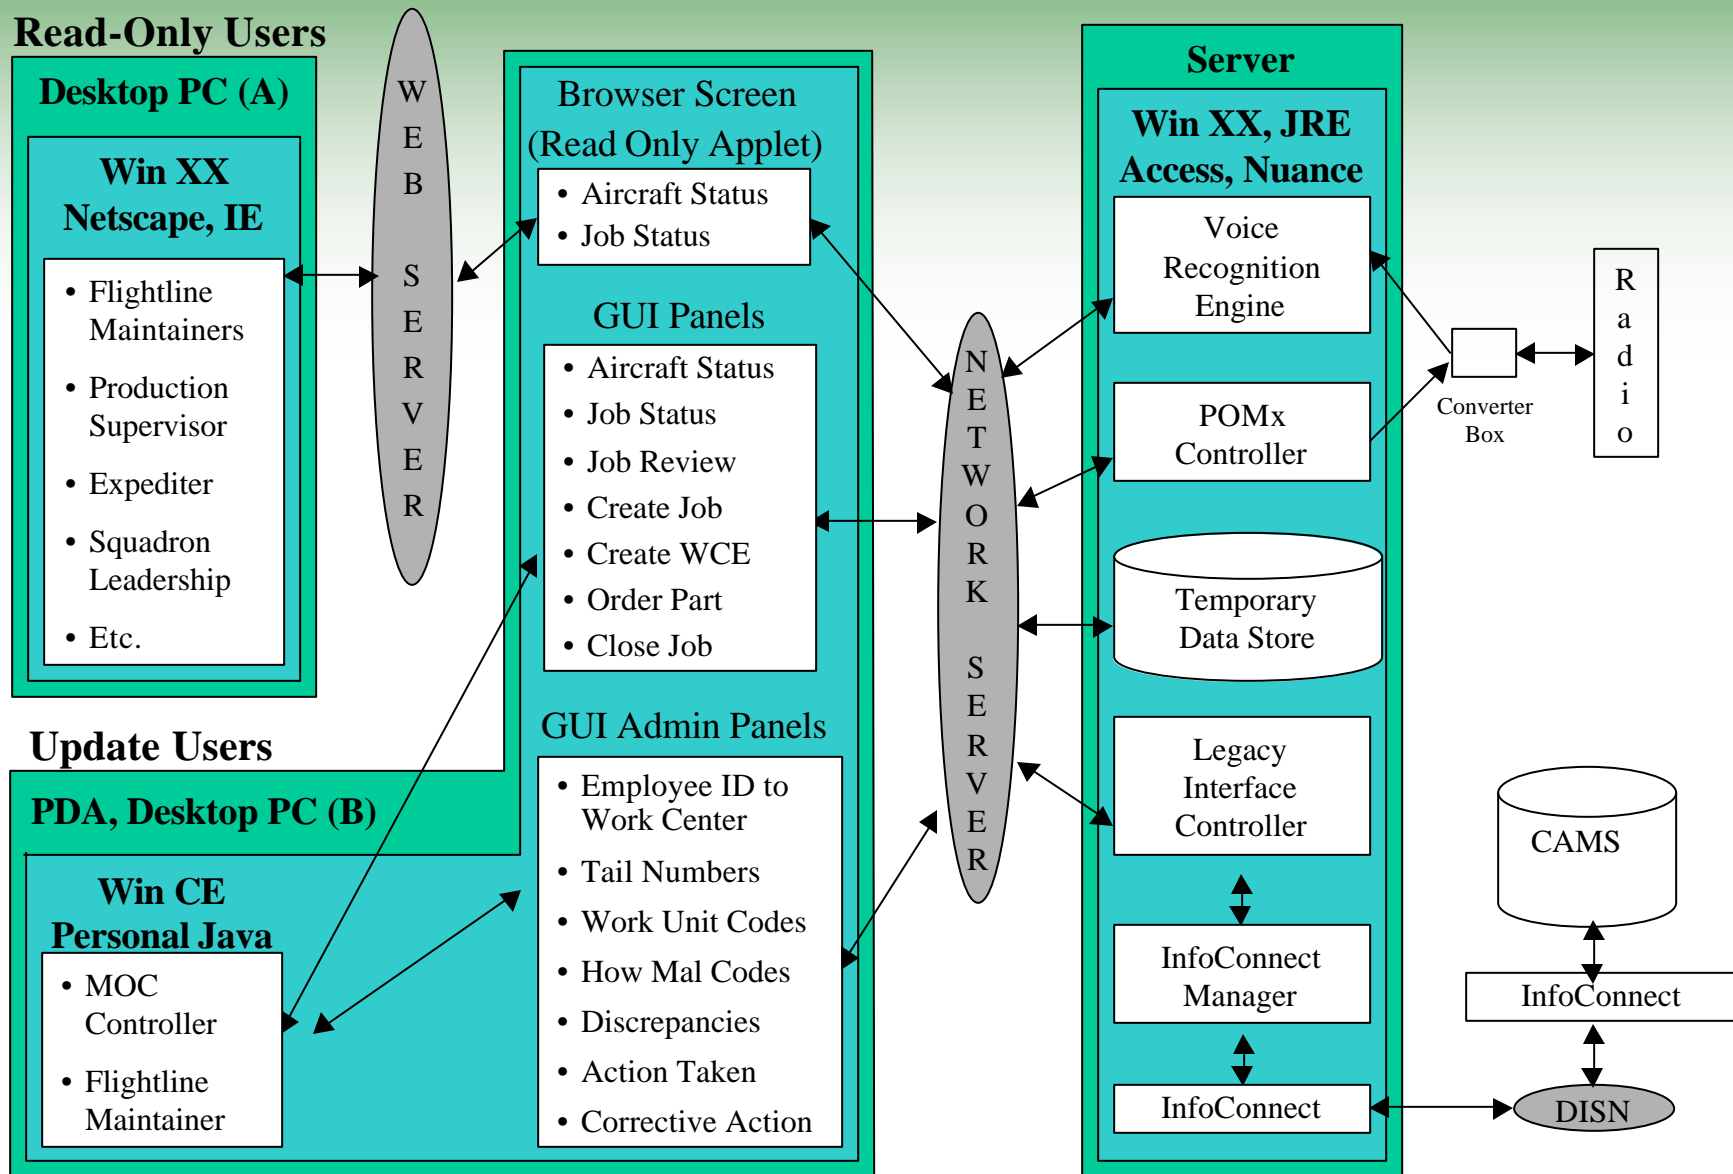 Read-Only Users
Desktop PC (A)
Win XX
Netscape, IE
• Flightline
Maintainers
• Production
Supervisor
• Expediter
• Squadron
Leadership
• Etc.
WEB SERVER
Browser Screen
(Read Only Applet)
• Aircraft Status
• Job Status
GUI Panels
• Aircraft Status
• Job Status
• Job Review
• Create Job
• Create WCE
• Order Part
• Close Job
GUI Admin Panels
• Employee ID to
Work Center
• Tail Numbers
• Work Unit Codes
• How Mal Codes
• Discrepancies
• Action Taken
• Corrective Action
Update Users
PDA, Desktop PC (B)
Win CE
Personal Java
• MOC
Controller
• Flightline
Maintainer
NETWORK SERVER
Server
Win XX, JRE
Access, Nuance
Voice
Recognition
Engine
POMx
Controller
Temporary
Data Store
Legacy
Interface
Controller
InfoConnect
Manager
InfoConnect
Converter
Box
Radio
CAMS
InfoConnect
DISN